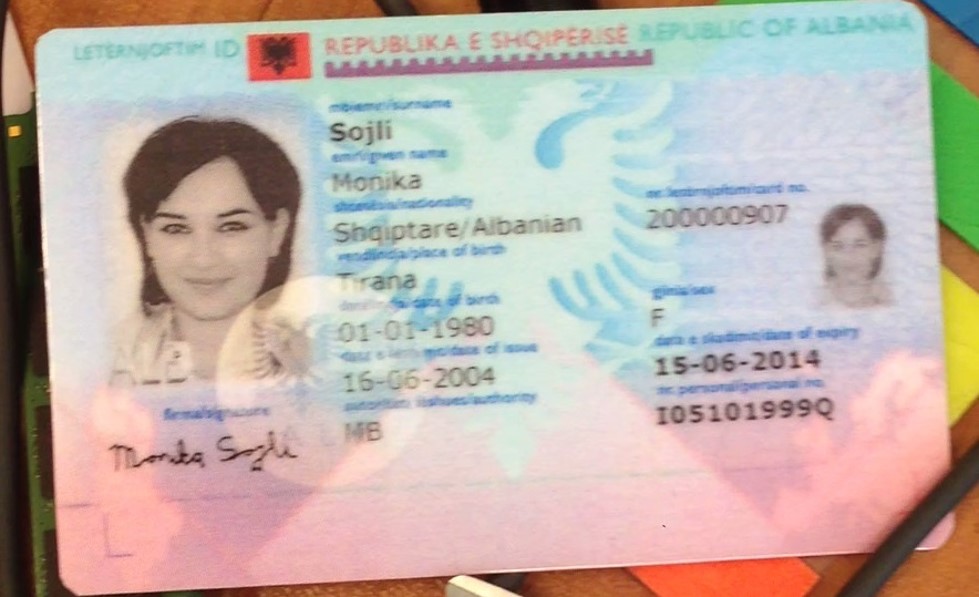 LETËRNJOFTIM ID REPUBLIKA E SHQIPËRISË REPUBLIC OF ALBANIA
mbiemri/surname
Sojli
emri/given name
Monika
shtetësia/nationality
Shqiptare/Albanian
vendlindja/place of birth
Tirana
datëlindja/date of birth
01-01-1980
data e lëshimit/date of issue
16-06-2004
autoriteti lëshues/authority
MB
nr. letërnjoftimi/card no.
200000907
gjinia/sex
F
data e skadimit/date of expiry
15-06-2014
nr. personal/personal no.
I05101999Q
firma/signature
Monika Sojli